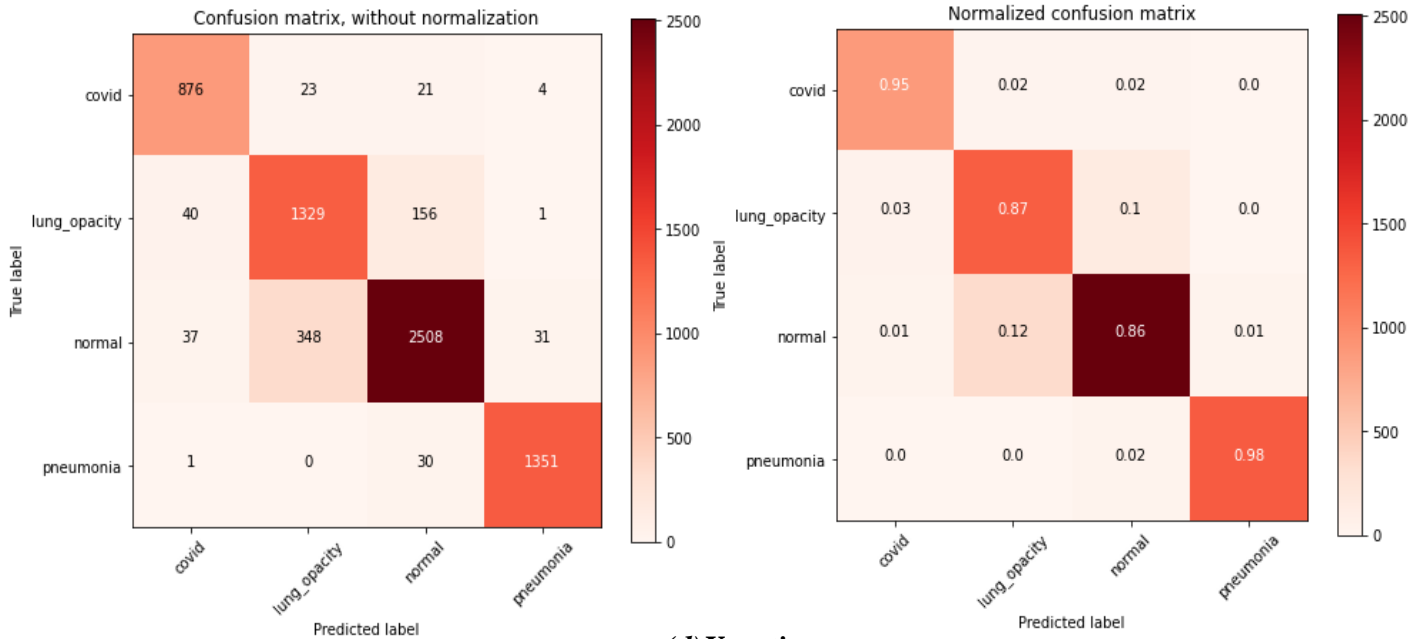 Confusion matrix, without normalization
covid 876 23 21 4
lung_opacity 40 1329 156 1
normal 37 348 2508 31
pneumonia 1 0 30 1351
True label
covid lung_opacity normal pneumonia
Predicted label
2500
2000
1500
1000
500
0
Normalized confusion matrix
covid 0.95 0.02 0.02 0.0
lung_opacity 0.03 0.87 0.1 0.0
normal 0.01 0.12 0.86 0.01
pneumonia 0.0 0.0 0.02 0.98
True label
covid lung_opacity normal pneumonia
Predicted label
2500
2000
1500
1000
500
0